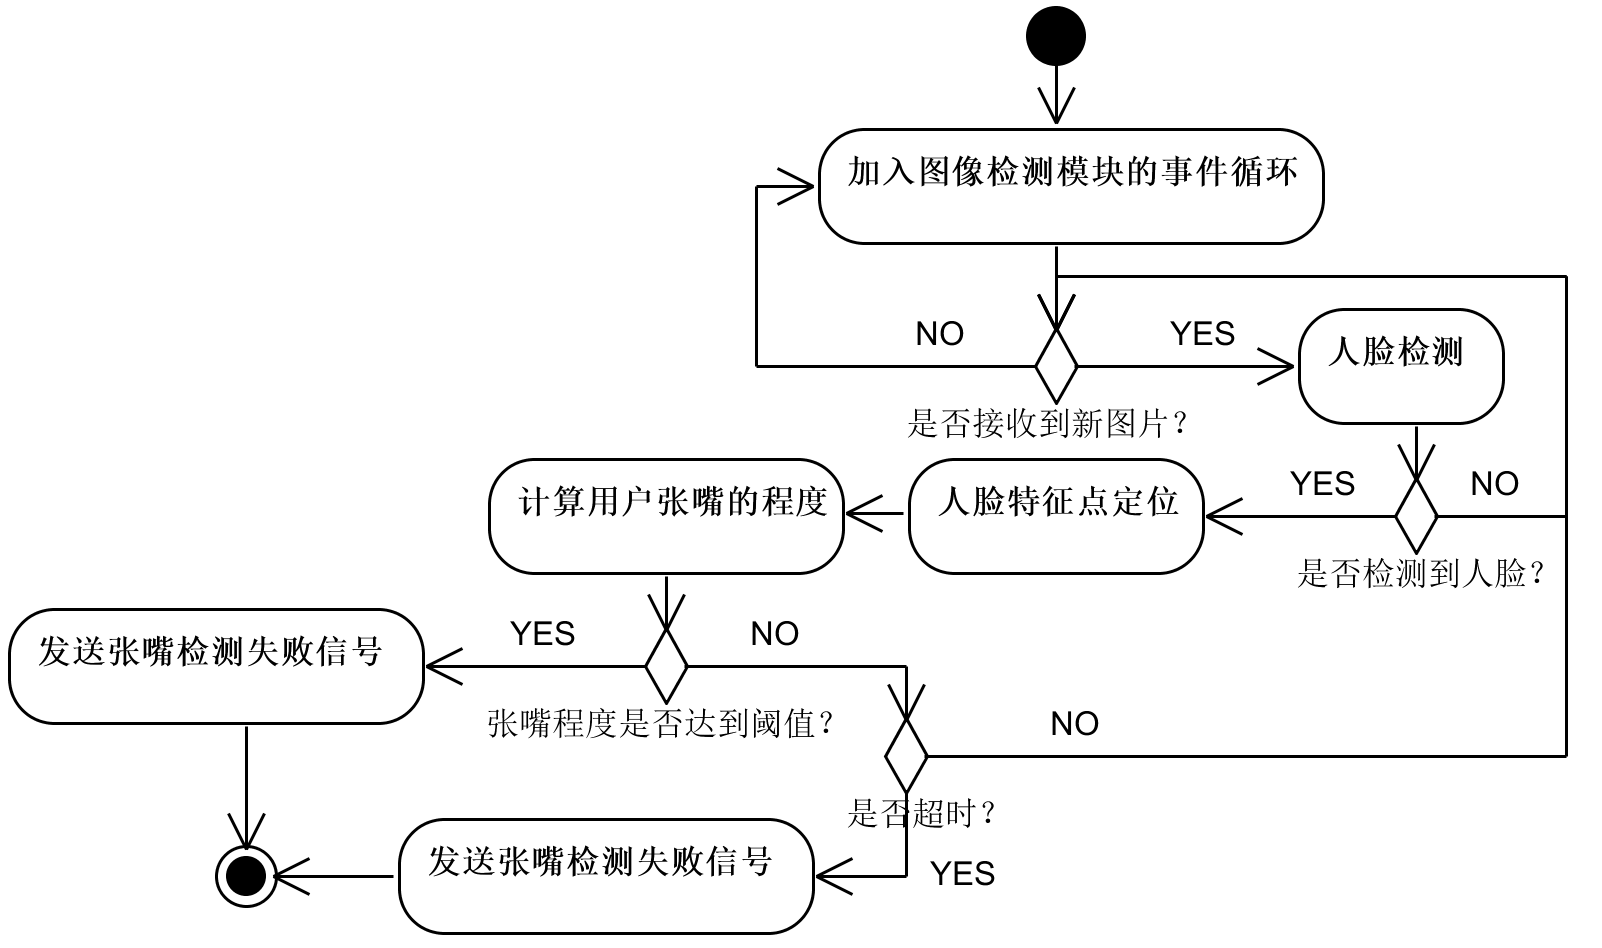 加入图像检测模块的事件循环
NO
YES
人脸检测
是否接收到新图片?
计算用户张嘴的程度
人脸特征点定位
YES
NO
是否检测到人脸?
发送张嘴检测失败信号
YES
NO
张嘴程度是否达到阈值?
NO
是否超时?
发送张嘴检测失败信号
YES